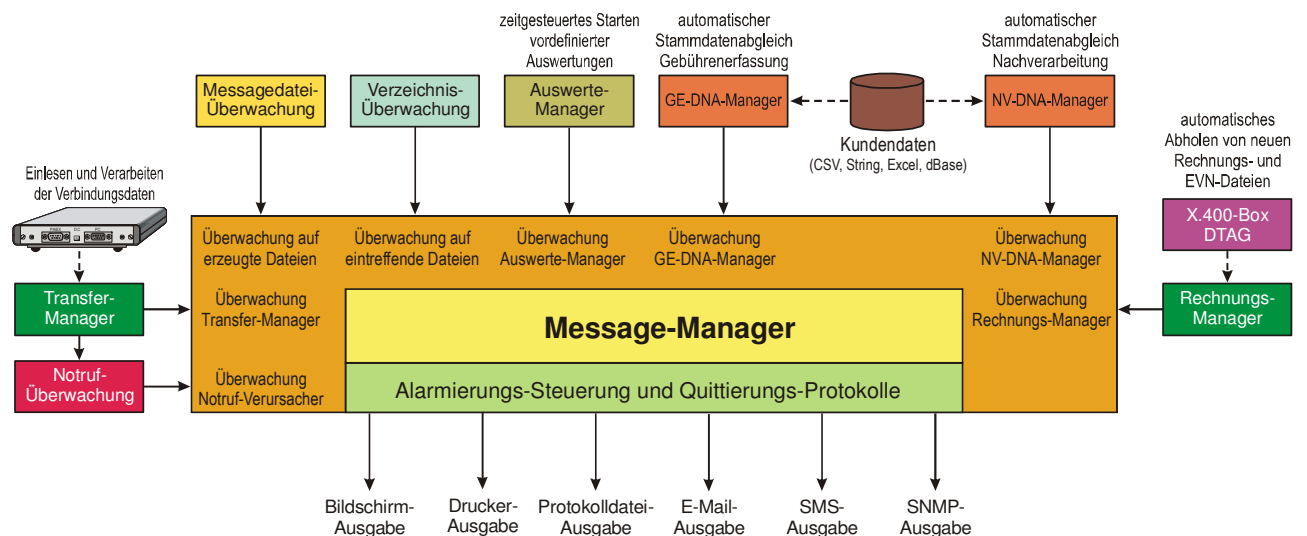 zeitgesteuertes Starten
vordefinierter
Auswertungen
automatischer
Stammdatenabgleich
Gebührenerfassung
automatischer
Stammdatenabgleich
Nachverarbeitung
Messagedatei-
Überwachung
Verzeichnis-
Überwachung
Auswerte-
Manager
GE-DNA-Manager
NV-DNA-Manager
Kundendaten
(CSV, String, Excel, dBase)
automatisches
Abholen von neuen
Rechnungs- und
EVN-Dateien
Einlesen und Verarbeiten
der Verbindungsdaten
PABX
DC
PC
X.400-Box
DTAG
Überwachung auf
erzeugte Dateien
Überwachung auf
eintreffende Dateien
Überwachung
Auswerte-Manager
Überwachung
GE-DNA-Manager
Überwachung
NV-DNA-Manager
Transfer-
Manager
Überwachung
Transfer-Manager
Message-Manager
Überwachung
Rechnungs-Manager
Rechnungs-
Manager
Notruf-
Überwachung
Überwachung
Notruf-Verursacher
Alarmierungs-Steuerung und Quittierungs-Protokolle
Bildschirm-
Ausgabe
Drucker-
Ausgabe
Protokolldatei-
Ausgabe
E-Mail-
Ausgabe
SMS-
Ausgabe
SNMP-
Ausgabe